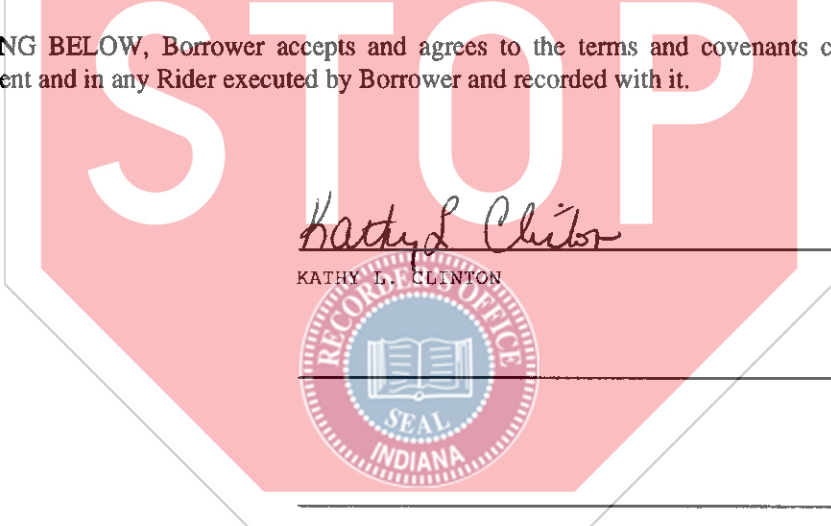 STOP
NG BELOW, Borrower accepts and agrees to the terms and covenants c
ent and in any Rider executed by Borrower and recorded with it.
Kathy L Clinton
KATHY L. CLINTON
RECORDER'S OFFICE
SEAL
INDIANA